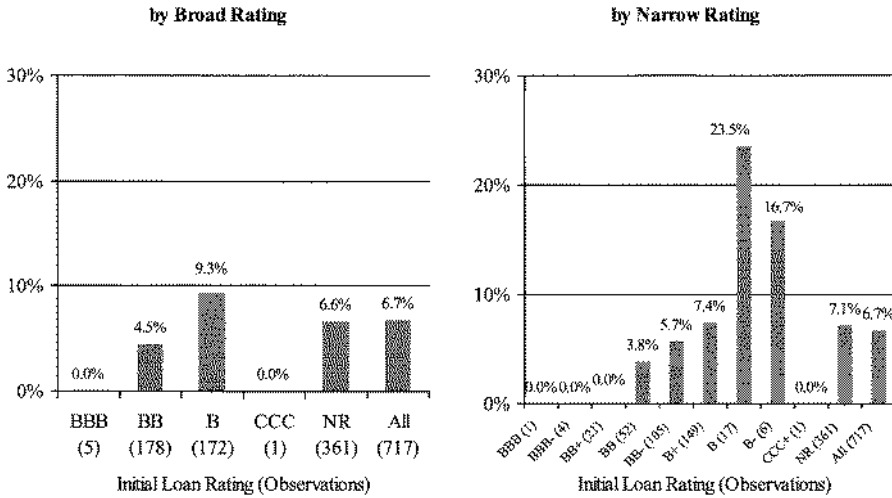 by Broad Rating
30%
20%
10%
0%
0.0%
4.5%
9.3%
0.0%
6.6%
6.7%
BBB
(5)
BB
(178)
B
(172)
CCC
(1)
NR
(361)
All
(717)
Initial Loan Rating (Observations)
by Narrow Rating
30%
20%
10%
0%
0.0%
0.0%
0.0%
3.8%
5.7%
7.4%
23.5%
16.7%
0.0%
7.1%
6.7%
BBB (1)
BBB- (4)
BB+ (21)
BB (52)
BB- (105)
B+ (149)
B (17)
B- (6)
CCC+ (1)
NR (361)
All (717)
Initial Loan Rating (Observations)